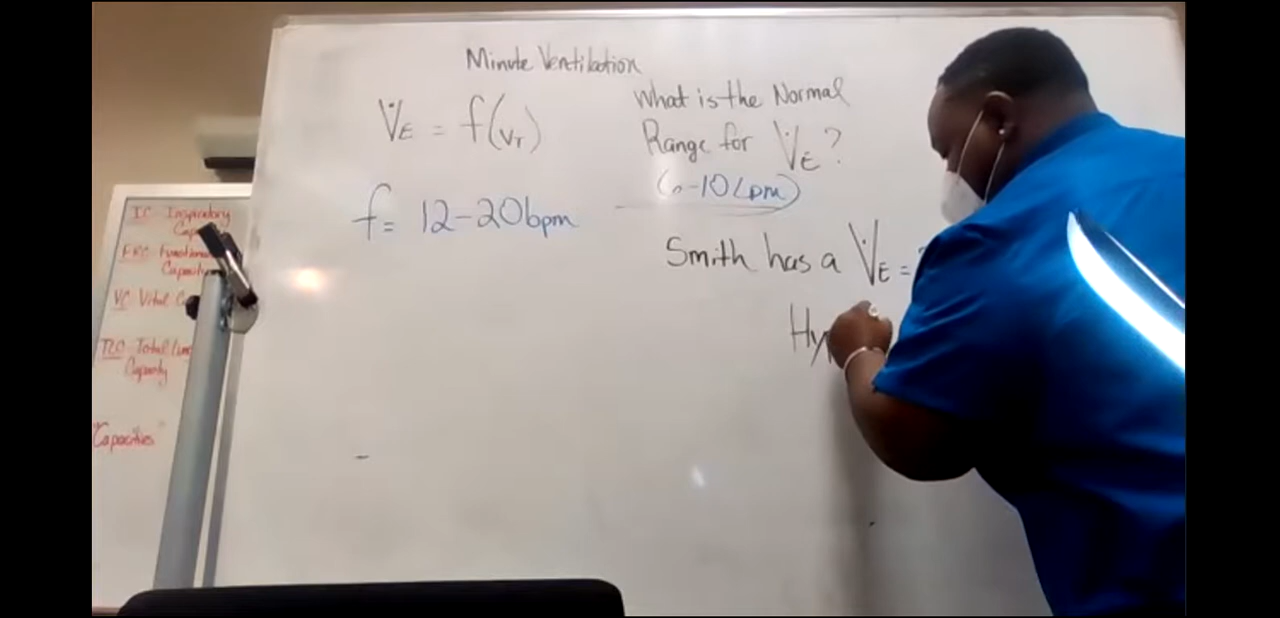 Minute Ventilation
V̇E = f(VT)
f = 12-20bpm
What is the Normal
Range for V̇E?
-10Lpm)
Smith has a V̇E =
Hy
IC Inspiratory
FRC Functional
Capacity
VC Vital
TLC Total
Capacity
"Capacities"